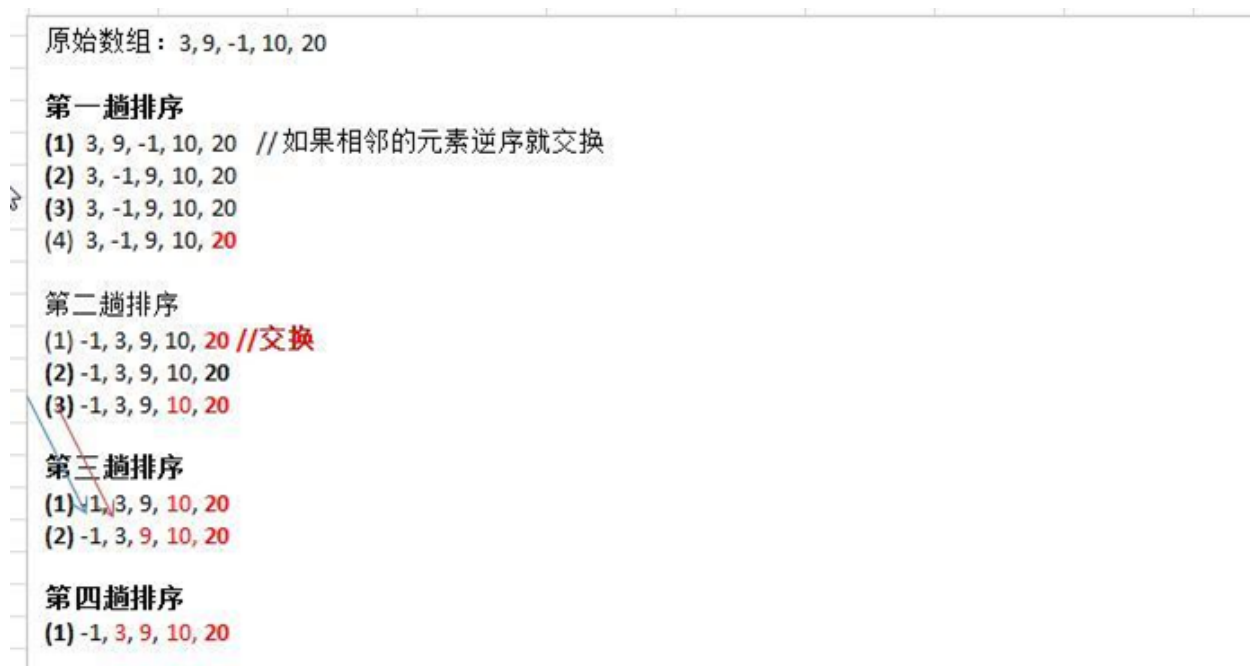 原始数组：3, 9, -1, 10, 20
第一趟排序
(1) 3, 9, -1, 10, 20 //如果相邻的元素逆序就交换
(2) 3, -1, 9, 10, 20
(3) 3, -1, 9, 10, 20
(4) 3, -1, 9, 10, 20
第二趟排序
(1) -1, 3, 9, 10, 20 //交换
(2) -1, 3, 9, 10, 20
(3) -1, 3, 9, 10, 20
第三趟排序
(1) -1, 3, 9, 10, 20
(2) -1, 3, 9, 10, 20
第四趟排序
(1) -1, 3, 9, 10, 20